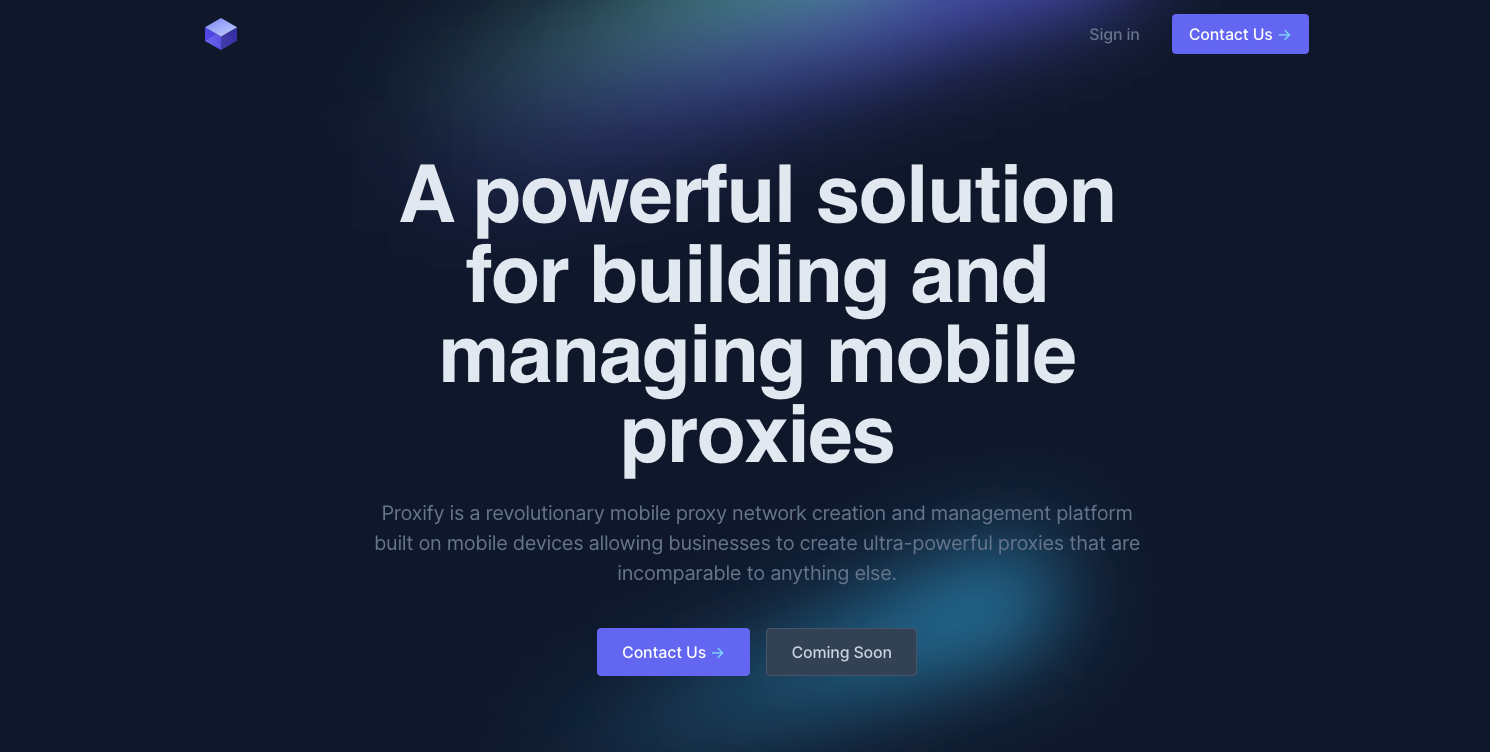 Sign in
Contact Us →
A powerful solution
for building and
managing mobile
proxies
Proxify is a revolutionary mobile proxy network creation and management platform
built on mobile devices allowing businesses to create ultra-powerful proxies that are
incomparable to anything else.
Contact Us →
Coming Soon